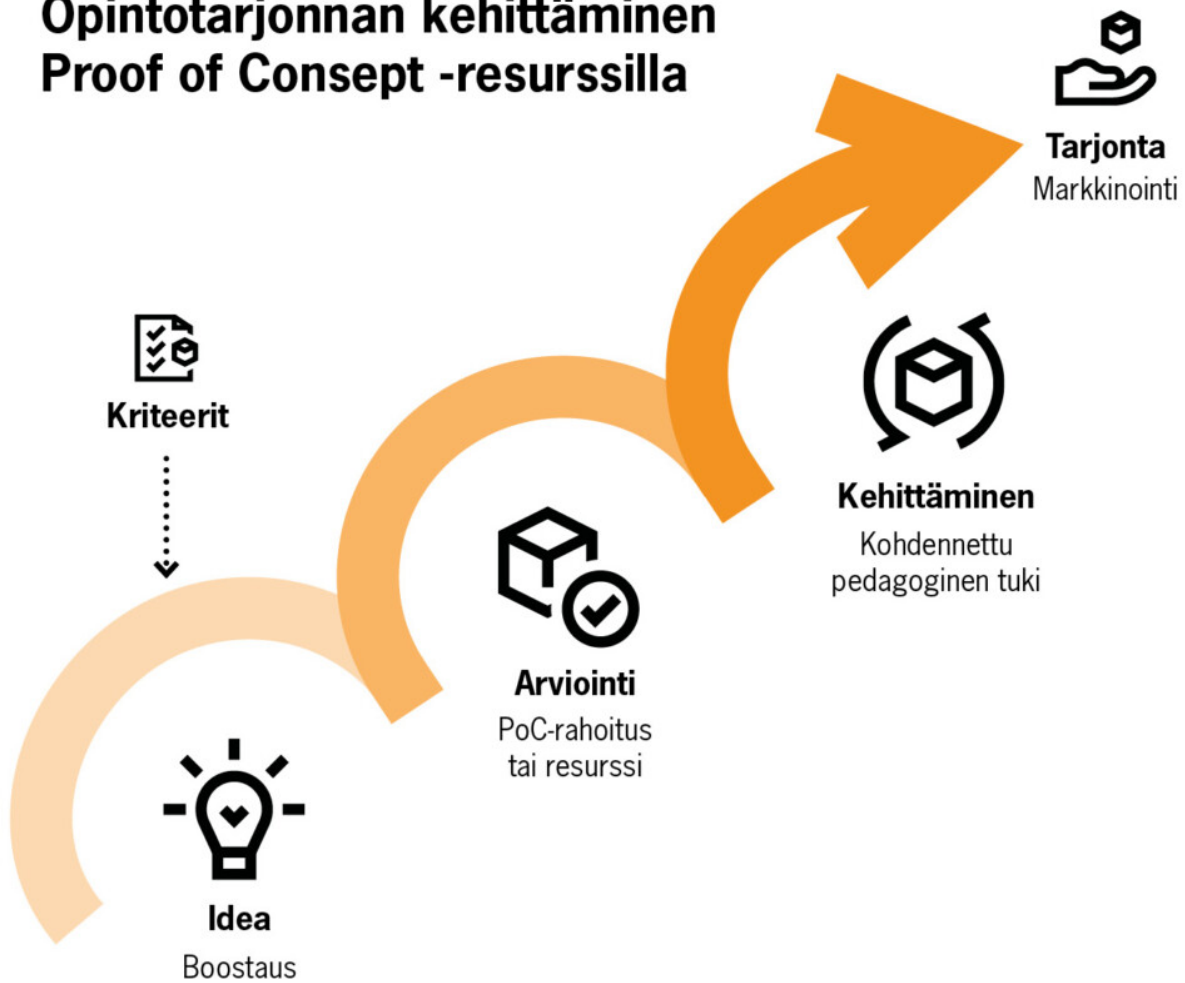 Opintotarjonnan kehittäminen
Proof of Consept -resurssilla
Tarjonta
Markkinointi
Kriteerit
Kehittäminen
Kohdennettu
pedagoginen tuki
Arviointi
PoC-rahoitus
tai resurssi
Idea
Boostaus